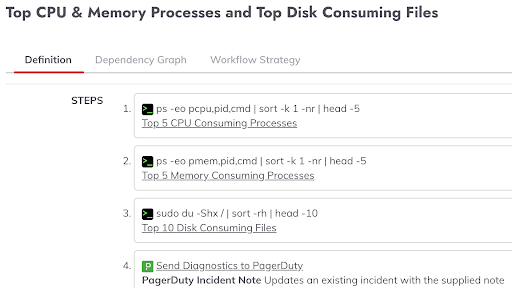 Top CPU & Memory Processes and Top Disk Consuming Files
Definition Dependency Graph Workflow Strategy
STEPS
1. >_ ps -eo pcpu,pid,cmd | sort -k 1 -nr | head -5
Top 5 CPU Consuming Processes
2. >_ ps -eo pmem,pid,cmd | sort -k 1 -nr | head -5
Top 5 Memory Consuming Processes
3. >_ sudo du -Shx / | sort -rh | head -10
Top 10 Disk Consuming Files
4. P Send Diagnostics to PagerDuty
PagerDuty Incident Note Updates an existing incident with the supplied note